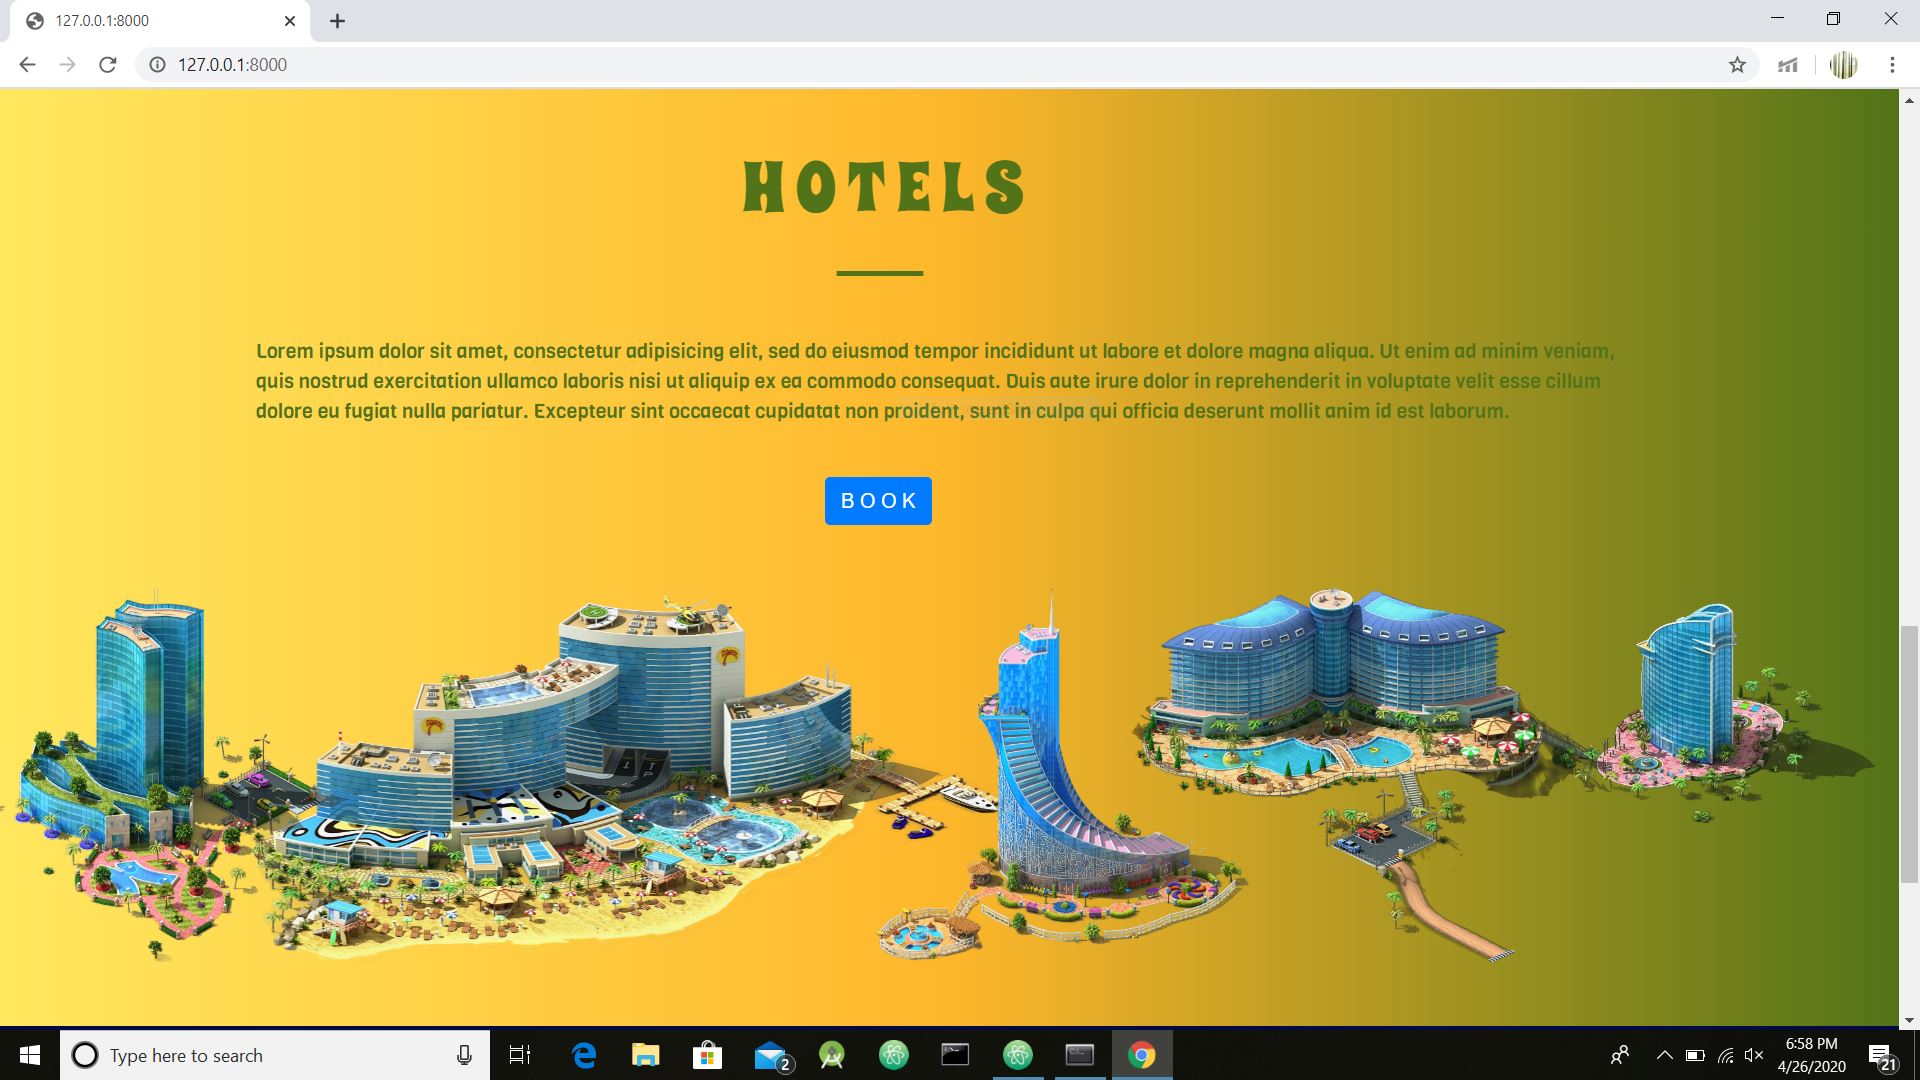 127.0.0.1:8000
127.0.0.1:8000
HOTELS
Lorem ipsum dolor sit amet, consectetur adipisicing elit, sed do eiusmod tempor incididunt ut labore et dolore magna aliqua. Ut enim ad minim veniam,
quis nostrud exercitation ullamco laboris nisi ut aliquip ex ea commodo consequat. Duis aute irure dolor in reprehenderit in voluptate velit esse cillum
dolore eu fugiat nulla pariatur. Excepteur sint occaecat cupidatat non proident, sunt in culpa qui officia deserunt mollit anim id est laborum.
BOOK
Type here to search
2
6:58 PM
4/26/2020
21